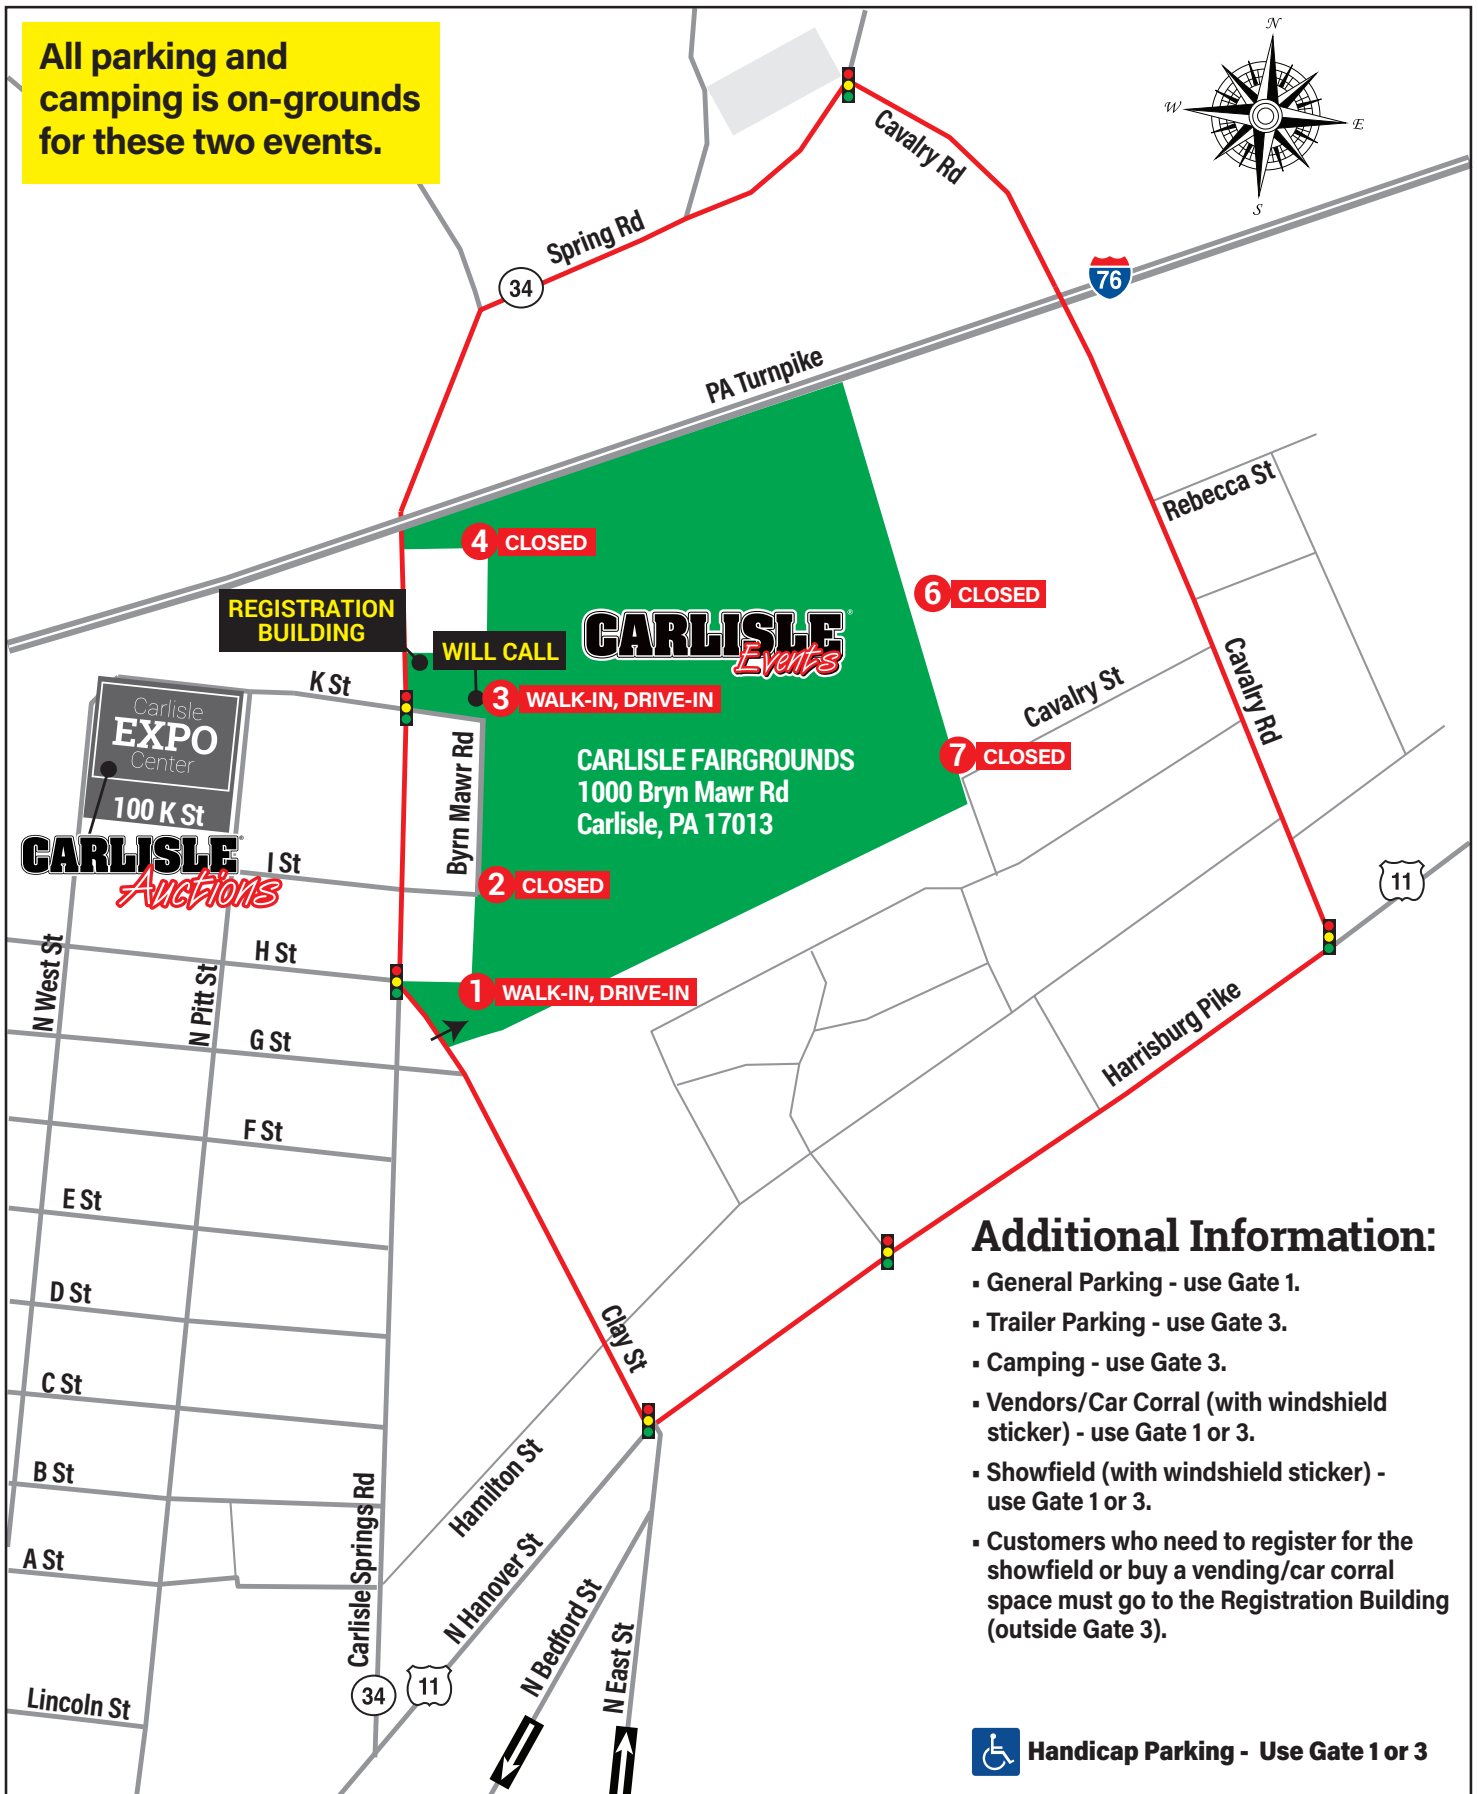 All parking and
camping is on-grounds
for these two events.
N
W
E
S
Cavalry Rd
Spring Rd
34
76
PA Turnpike
Rebecca St
4 CLOSED
6 CLOSED
REGISTRATION
BUILDING
WILL CALL
CARLISLE
Events
K St
3 WALK-IN, DRIVE-IN
Cavalry St
Cavalry Rd
Carlisle
EXPO
Center
100 K St
Byrn Mawr Rd
CARLISLE FAIRGROUNDS
1000 Bryn Mawr Rd
Carlisle, PA 17013
7 CLOSED
CARLISLE
Auctions
I St
2 CLOSED
11
H St
N West St
N Pitt St
1 WALK-IN, DRIVE-IN
G St
Harrisburg Pike
F St
E St
D St
Clay St
C St
B St
Hamilton St
Carlisle Springs Rd
A St
N Hanover St
N Bedford St
N East St
34
11
Lincoln St
Additional Information:
▪ General Parking - use Gate 1.
▪ Trailer Parking - use Gate 3.
▪ Camping - use Gate 3.
▪ Vendors/Car Corral (with windshield
sticker) - use Gate 1 or 3.
▪ Showfield (with windshield sticker) -
use Gate 1 or 3.
▪ Customers who need to register for the
showfield or buy a vending/car corral
space must go to the Registration Building
(outside Gate 3).
Handicap Parking - Use Gate 1 or 3